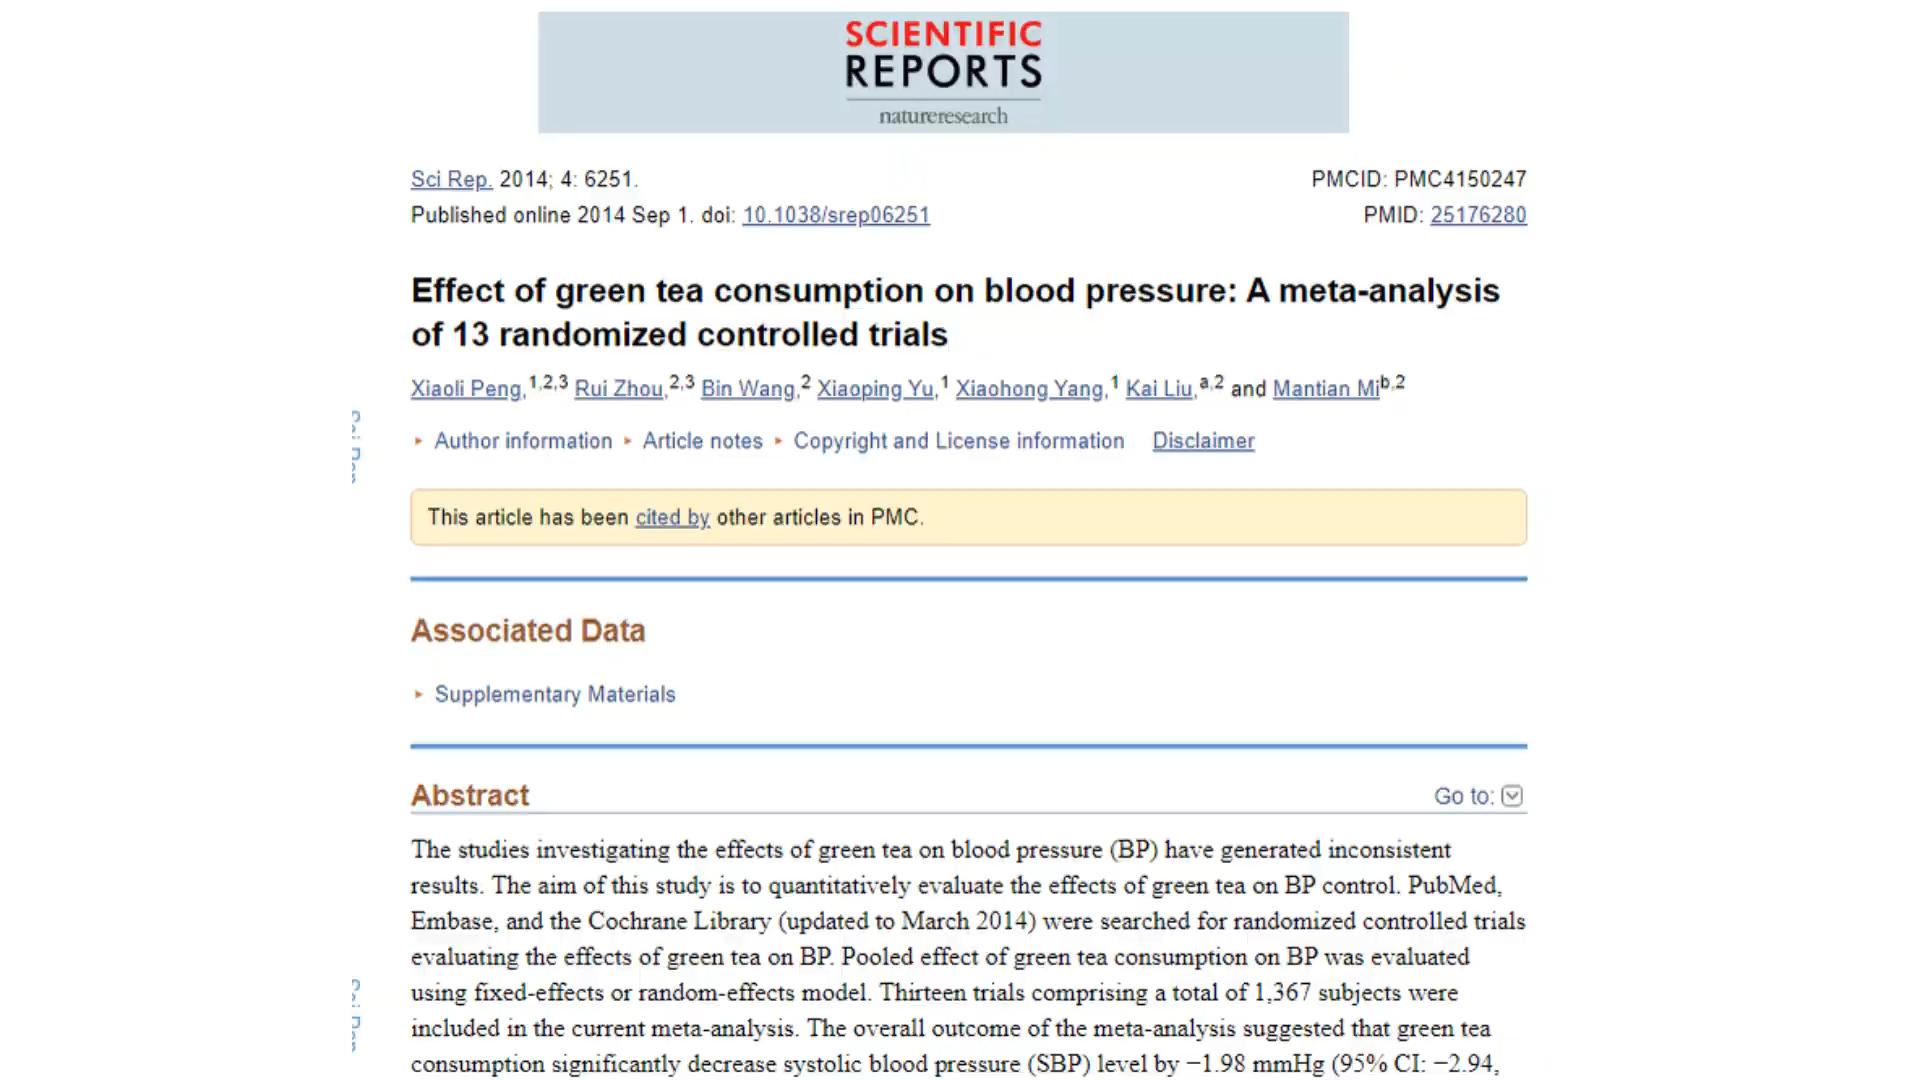 SCIENTIFIC
REPORTS
natureresearch
Sci Rep. 2014; 4: 6251.
PMCID: PMC4150247
Published online 2014 Sep 1. doi: 10.1038/srep06251
PMID: 25176280
Effect of green tea consumption on blood pressure: A meta-analysis
of 13 randomized controlled trials
Xiaoli Peng,1,2,3 Rui Zhou,2,3 Bin Wang,2 Xiaoping Yu,1 Xiaohong Yang,1 Kai Liu,a,2 and Mantian Mib,2
▸ Author information ▸ Article notes ▸ Copyright and License information Disclaimer
This article has been cited by other articles in PMC.
Associated Data
▸ Supplementary Materials
Abstract
Go to:
The studies investigating the effects of green tea on blood pressure (BP) have generated inconsistent
results. The aim of this study is to quantitatively evaluate the effects of green tea on BP control. PubMed,
Embase, and the Cochrane Library (updated to March 2014) were searched for randomized controlled trials
evaluating the effects of green tea on BP. Pooled effect of green tea consumption on BP was evaluated
using fixed-effects or random-effects model. Thirteen trials comprising a total of 1,367 subjects were
included in the current meta-analysis. The overall outcome of the meta-analysis suggested that green tea
consumption significantly decrease systolic blood pressure (SBP) level by −1.98 mmHg (95% CI: −2.94,